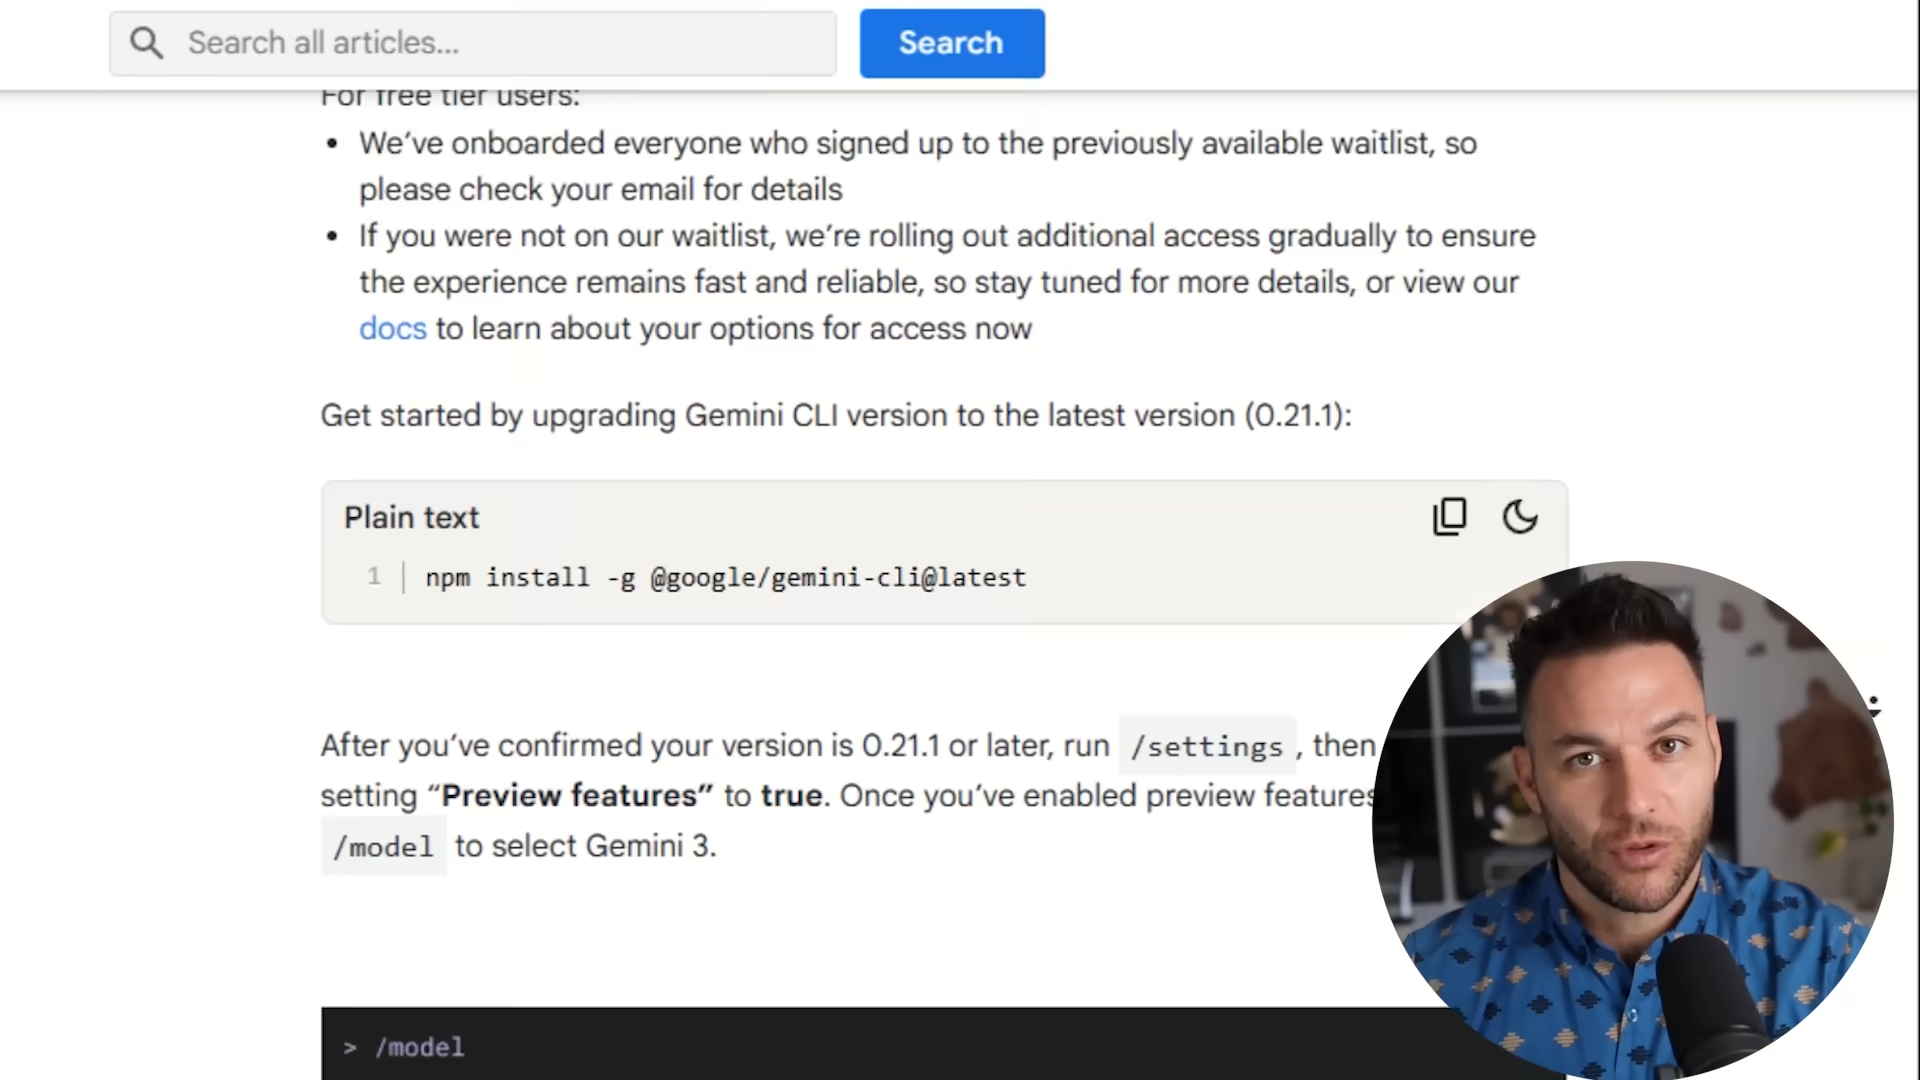 Search all articles...
Search
For free tier users:
• We've onboarded everyone who signed up to the previously available waitlist, so
please check your email for details
• If you were not on our waitlist, we're rolling out additional access gradually to ensure
the experience remains fast and reliable, so stay tuned for more details, or view our
docs to learn about your options for access now
Get started by upgrading Gemini CLI version to the latest version (0.21.1):
Plain text
1 npm install -g @google/gemini-cli@latest
After you've confirmed your version is 0.21.1 or later, run /settings, then
setting “Preview features” to true. Once you've enabled preview features
/model to select Gemini 3.
> /model